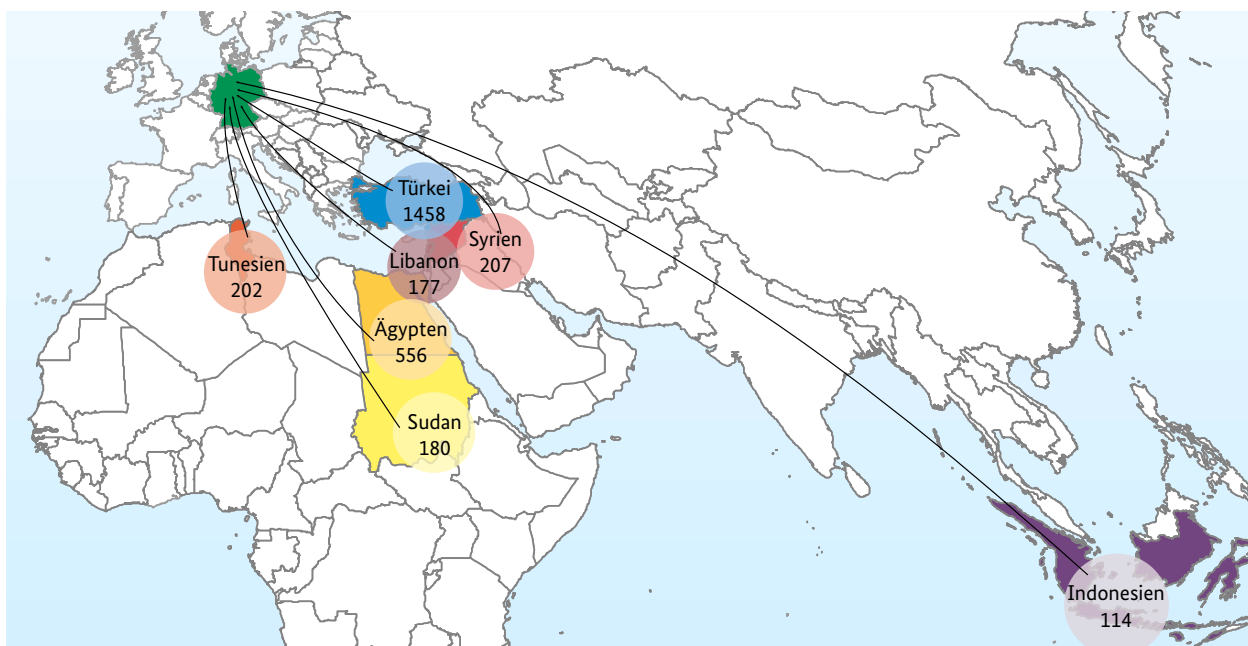 Türkei
1458
Syrien
207
Libanon
177
Tunesien
202
Ägypten
556
Sudan
180
Indonesien
114